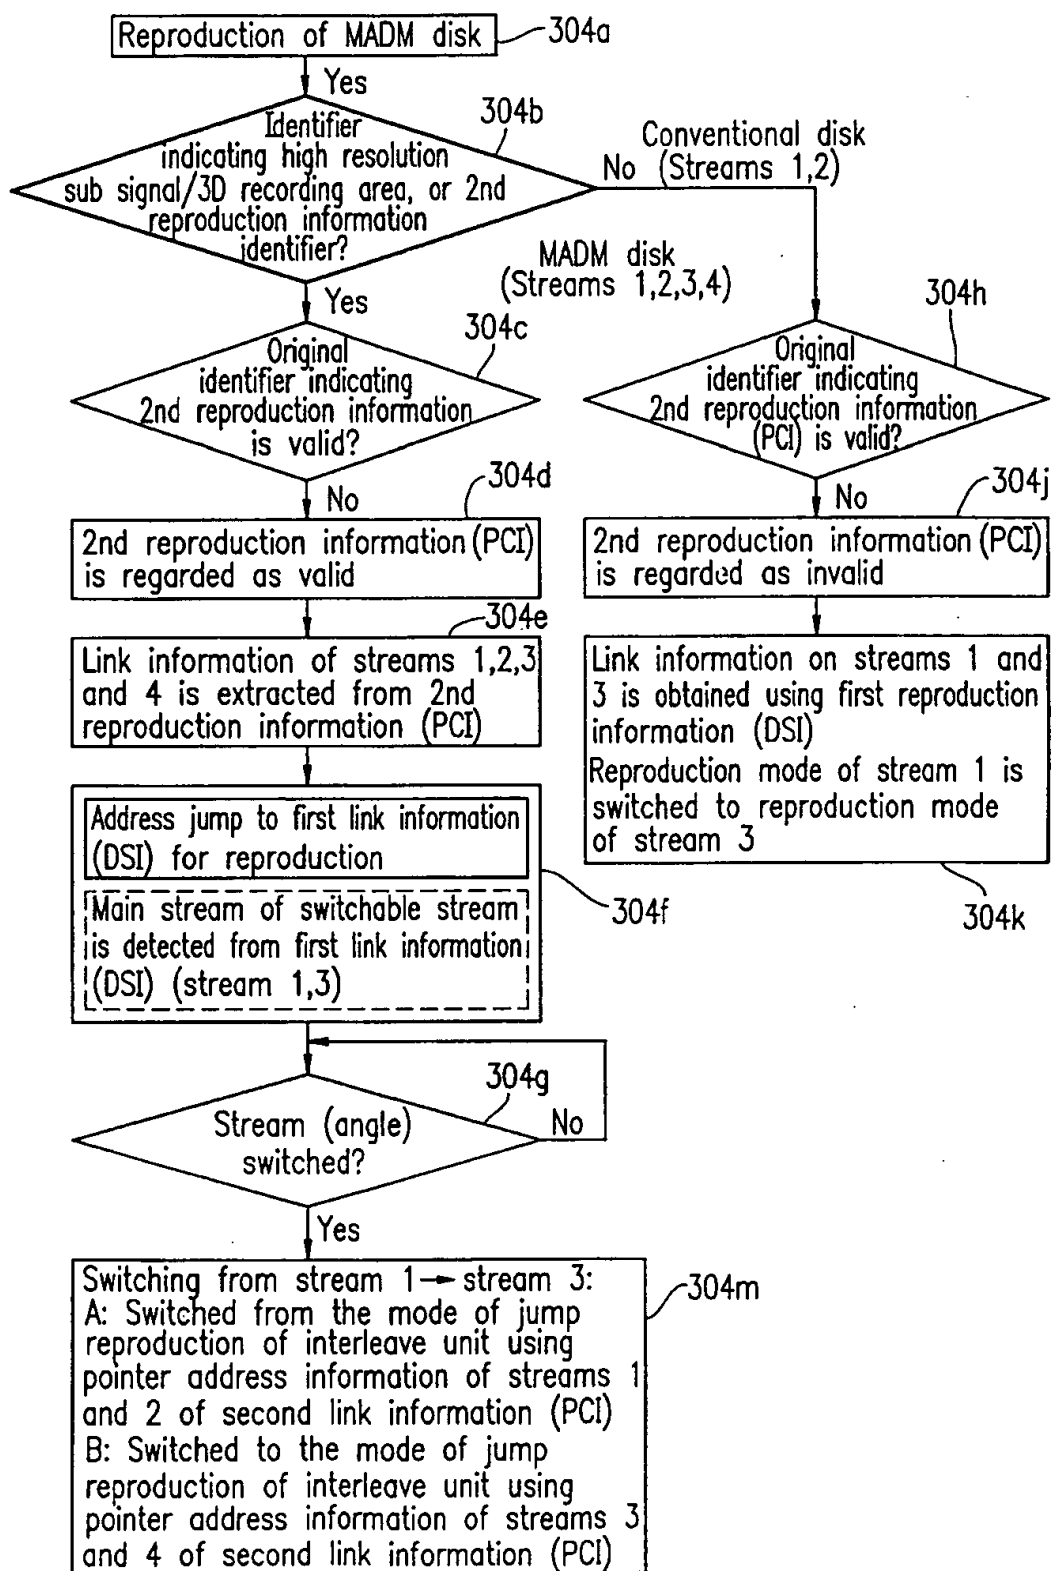 Reproduction of MADM disk
304a
Yes
304b
Identifier
indicating high resolution
sub signal/3D recording area, or 2nd
reproduction information
identifier?
Conventional disk
No (Streams 1,2)
MADM disk
(Streams 1,2,3,4)
Yes
304c
Original
identifier indicating
2nd reproduction information
is valid?
304h
Original
identifier indicating
2nd reproduction information
(PCI) is valid?
No
304d
2nd reproduction information (PCI)
is regarded as valid
No
304j
2nd reproduction information (PCI)
is regarded as invalid
304e
Link information of streams 1,2,3
and 4 is extracted from 2nd
reproduction information (PCI)
Link information on streams 1 and
3 is obtained using first reproduction
information (DSI)
Reproduction mode of stream 1 is
switched to reproduction mode
of stream 3
304k
Address jump to first link information
(DSI) for reproduction
Main stream of switchable stream
is detected from first link information
(DSI) (stream 1,3)
304f
304g
Stream (angle)
switched?
No
Yes
Switching from stream 1→ stream 3:
A: Switched from the mode of jump
reproduction of interleave unit using
pointer address information of streams 1
and 2 of second link information (PCI)
B: Switched to the mode of jump
reproduction of interleave unit using
pointer address information of streams 3
and 4 of second link information (PCI)
304m